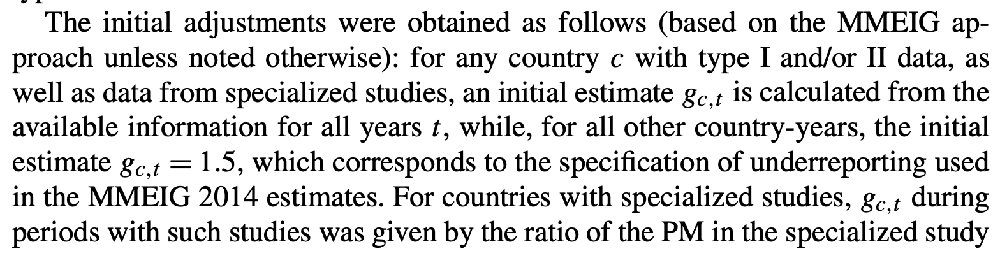 The initial adjustments were obtained as follows (based on the MMEIG ap-
proach unless noted otherwise): for any country c with type I and/or II data, as
well as data from specialized studies, an initial estimate g_{c,t} is calculated from the
available information for all years t, while, for all other country-years, the initial
estimate g_{c,t} = 1.5, which corresponds to the specification of underreporting used
in the MMEIG 2014 estimates. For countries with specialized studies, g_{c,t} during
periods with such studies was given by the ratio of the PM in the specialized study